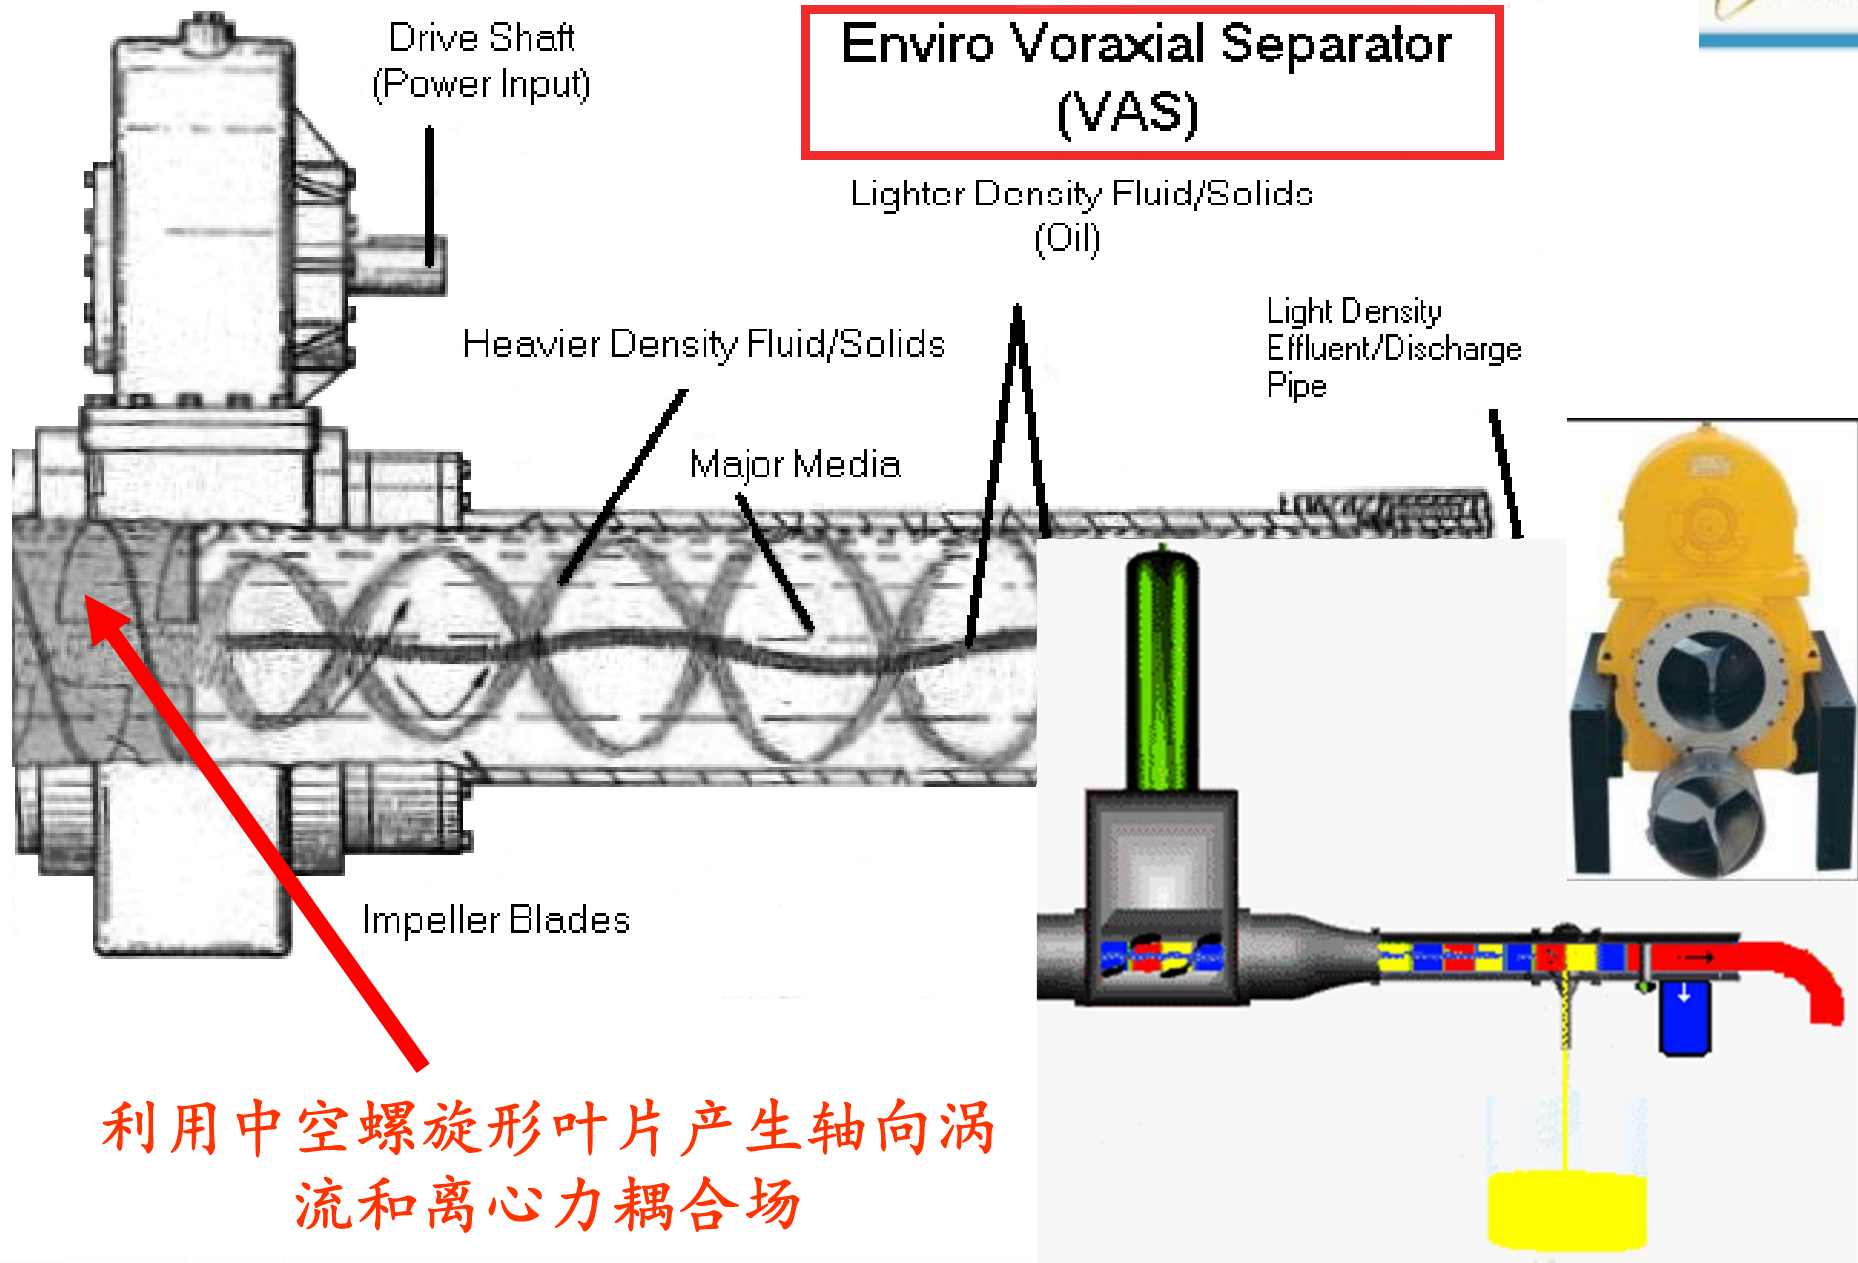 Drive Shaft
(Power Input)
Enviro Voraxial Separator
(VAS)
Lighter Density Fluid/Solids
(Oil)
Light Density
Effluent/Discharge
Pipe
Heavier Density Fluid/Solids
Major Media
Impeller Blades
利用中空螺旋形叶片产生轴向涡
流和离心力耦合场